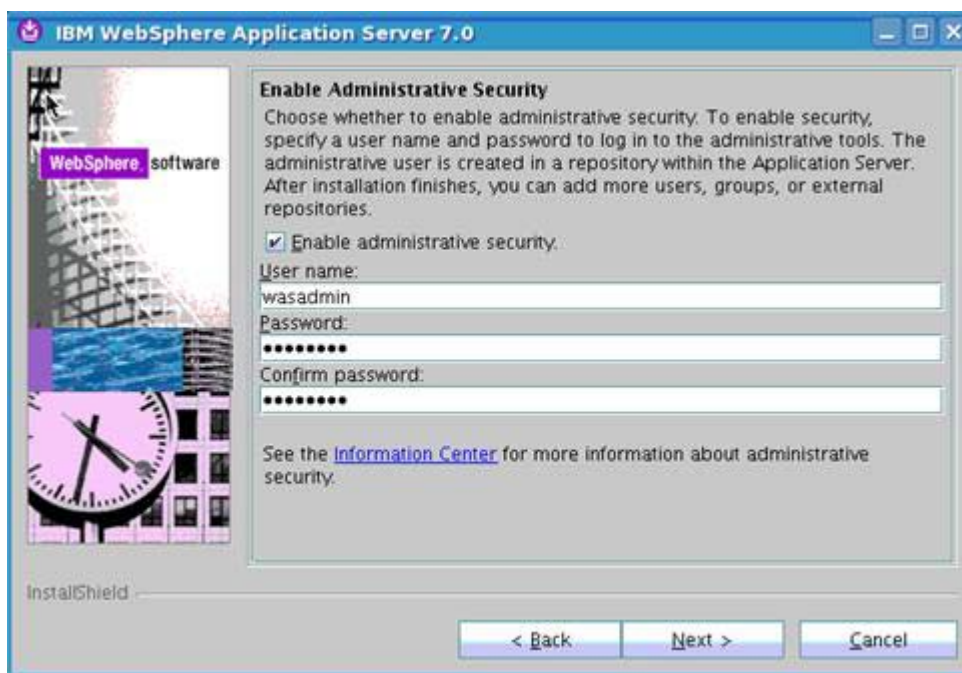 IBM WebSphere Application Server 7.0
WebSphere software
Enable Administrative Security
Choose whether to enable administrative security. To enable security,
specify a user name and password to log in to the administrative tools. The
administrative user is created in a repository within the Application Server.
After installation finishes, you can add more users, groups, or external
repositories.
Enable administrative security.
User name:
wasadmin
Password:
••••••••
Confirm password:
••••••••
See the Information Center for more information about administrative
security.
InstallShield
< Back
Next >
Cancel